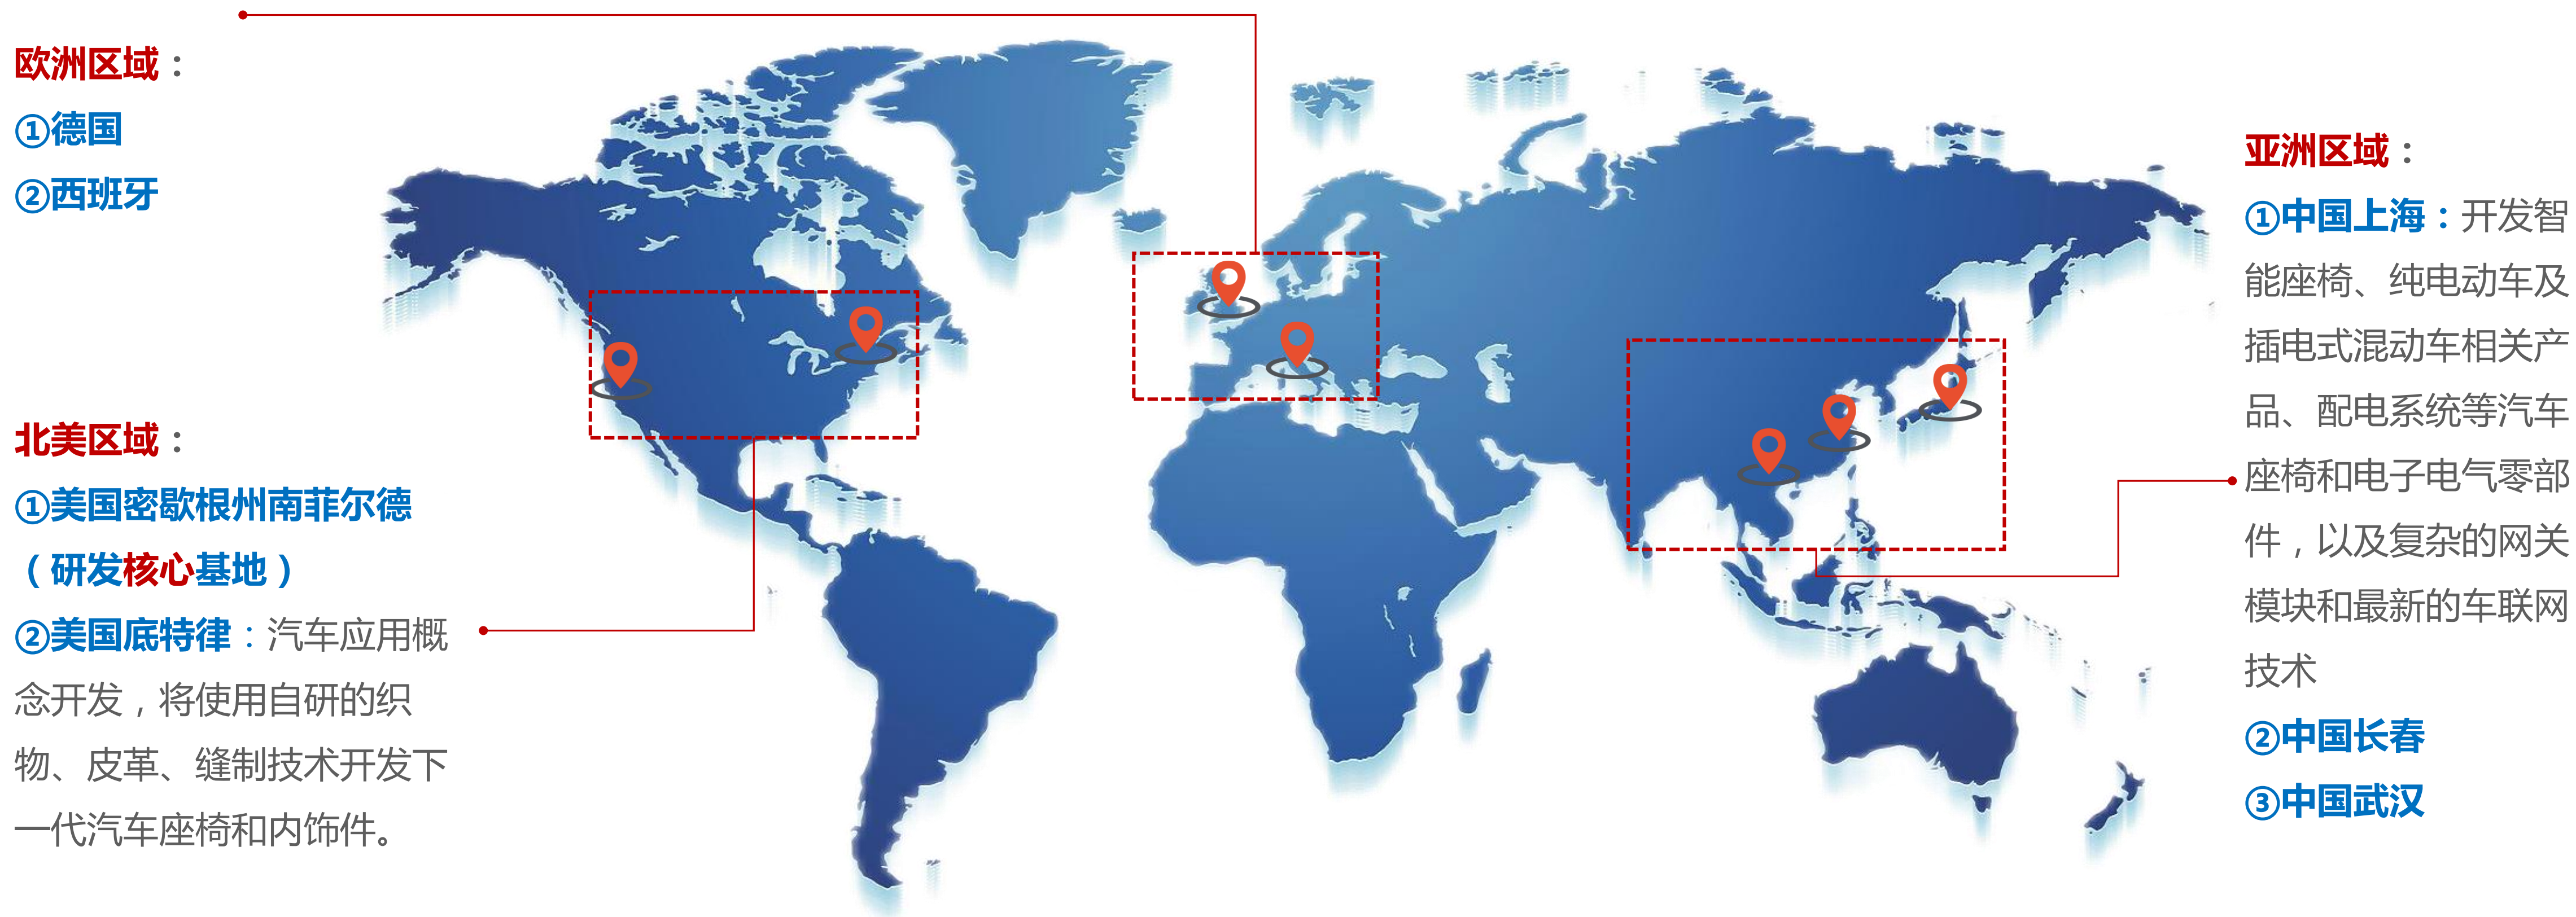 欧洲区域：
①德国
②西班牙
北美区域：
①美国密歇根州南菲尔德
（研发核心基地）
②美国底特律：汽车应用概
念开发，将使用自研的织
物、皮革、缝制技术开发下
一代汽车座椅和内饰件。
亚洲区域：
①中国上海：开发智
能座椅、纯电动车及
插电式混动车相关产
品、配电系统等汽车
座椅和电子电气零部
件，以及复杂的网关
模块和最新的车联网
技术
②中国长春
③中国武汉